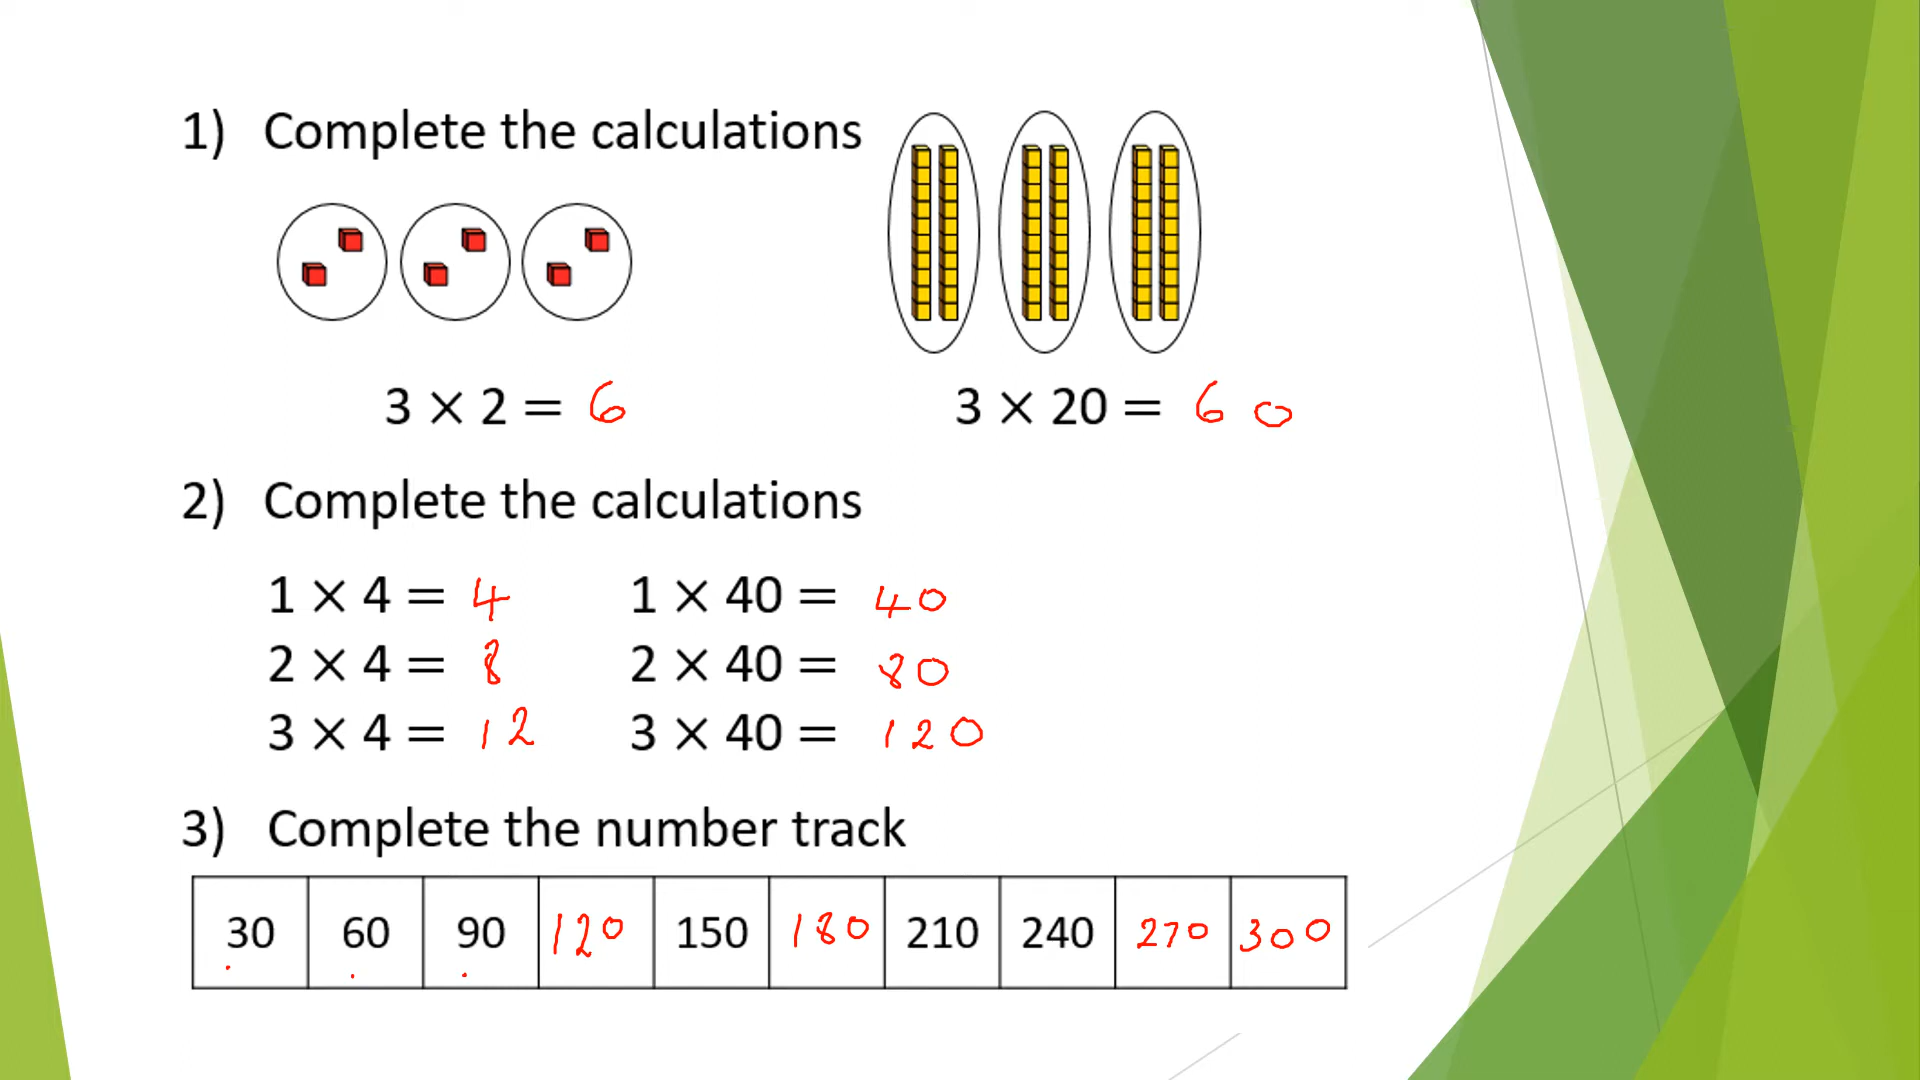 1) Complete the calculations
3 × 2 = 6
3 × 20 = 60
2) Complete the calculations
1 × 4 = 4 1 × 40 = 40
2 × 4 = 8 2 × 40 = 80
3 × 4 = 12 3 × 40 = 120
3) Complete the number track
30 60 90 120 150 180 210 240 270 300